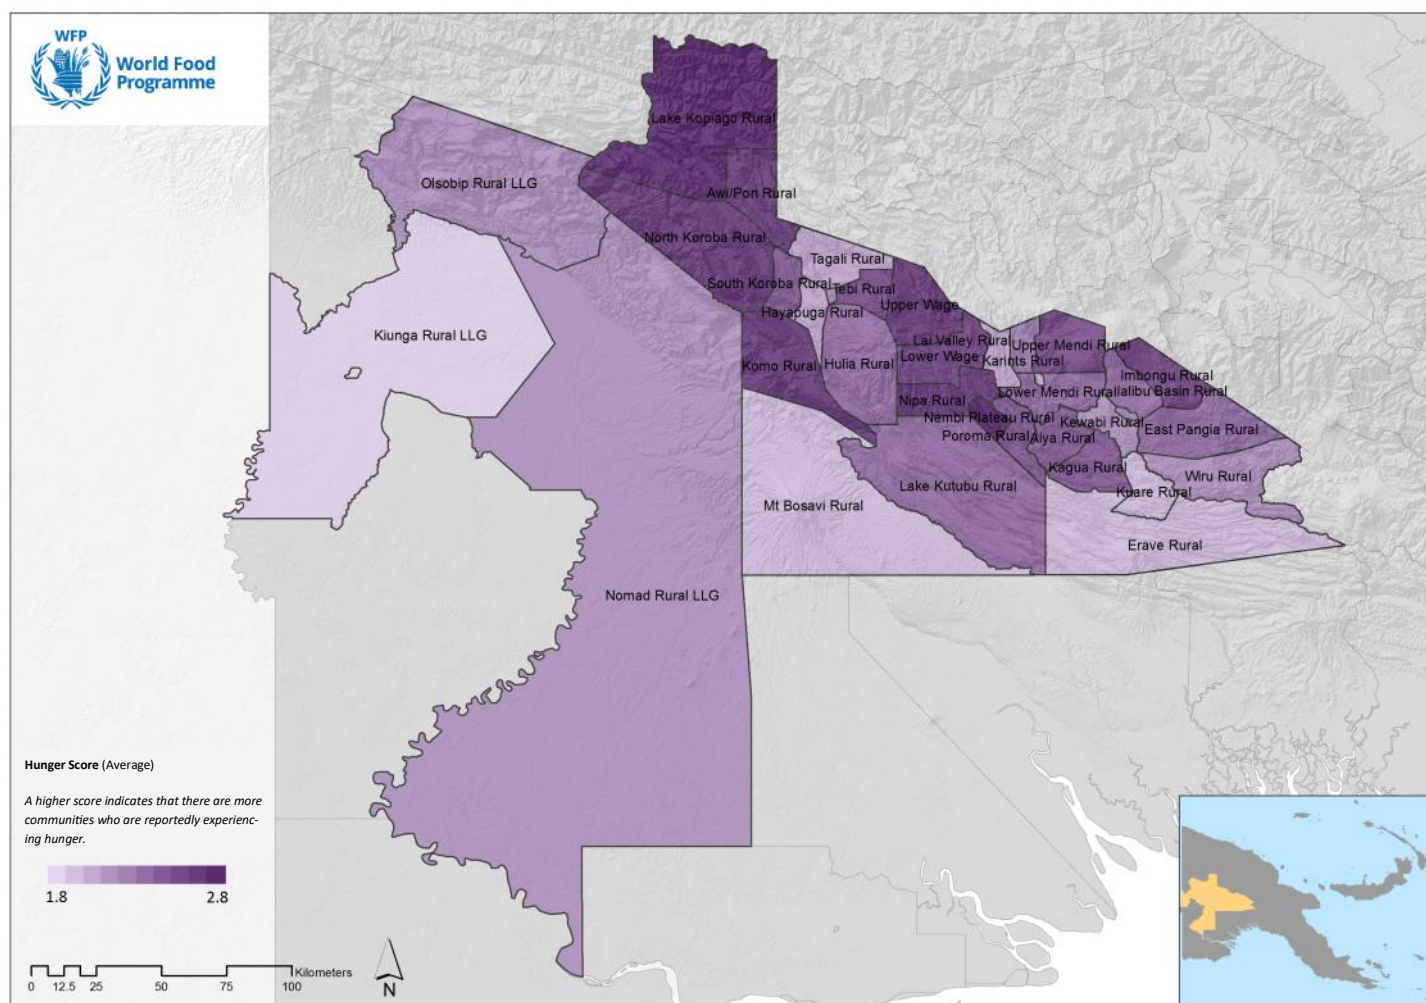 WFP
World Food
Programme
Lake Kopiago Rural
Olsobip Rural LLG
Awi/Pori Rural
North Koroba Rural
Tagali Rural
South Koroba Rural
Tebi Rural
Upper Wage
Hayapuga Rural
Kiunga Rural LLG
Lai Valley Rural
Upper Mendi Rural
Lower Wage
Karints Rural
Komo Rural
Hulia Rural
Imbongu Rural
Lower Mendi Rural
Ialibu Basin Rural
Nipa Rural
Nembi Plateau Rural
Kewabi Rural
East Pangia Rural
Poroma Rural
Aiya Rural
Kagua Rural
Wiru Rural
Lake Kutubu Rural
Kuare Rural
Mt Bosavi Rural
Erave Rural
Nomad Rural LLG
Hunger Score (Average)
A higher score indicates that there are more
communities who are reportedly experienc-
ing hunger.
1.8 2.8
Kilometers
0 12.5 25 50 75 100
N